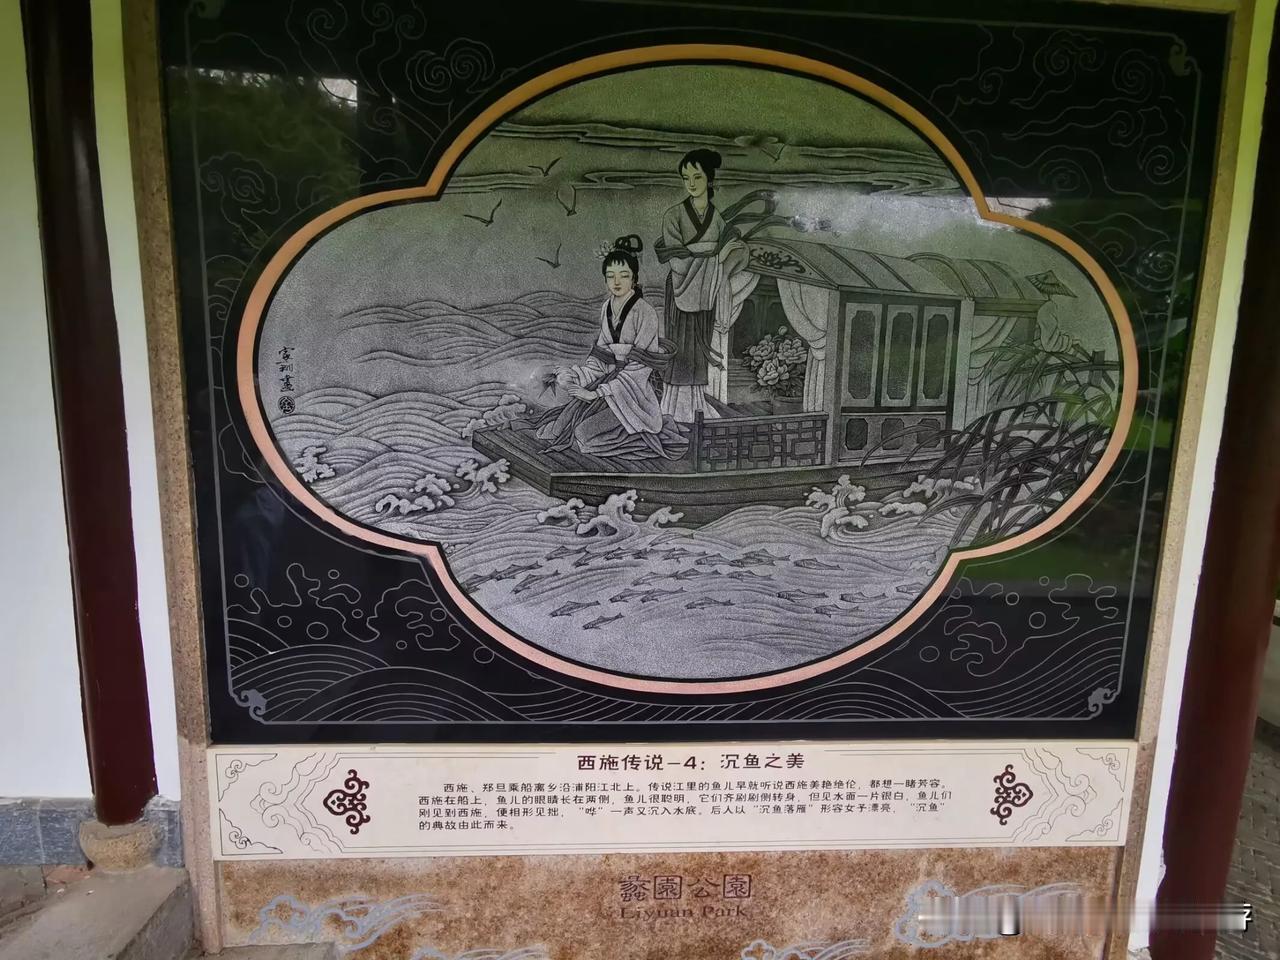 家珊畫
西施传说-4：沉鱼之美
西施、郑旦乘船离乡沿浦阳江北上。传说江里的鱼儿早就听说西施美艳绝伦，都想一睹芳容。
西施在船上，鱼儿的眼睛长在两侧，鱼儿很聪明，它们齐刷刷侧转身，但见水面一片很白，鱼儿们
刚见到西施，便相形见拙，“哗”一声又沉入水底。后人以“沉鱼落雁”形容女子漂亮，“沉鱼”
的典故由此而来。
蠡園公園
Liyuan Park